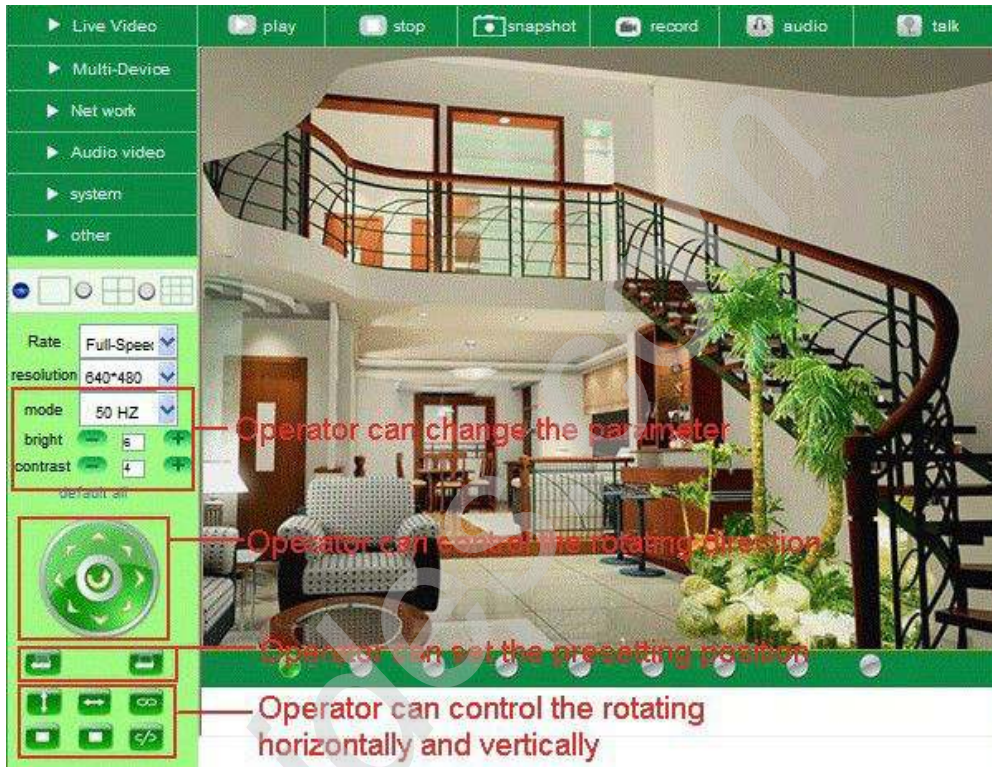 Live Video
play
stop
snapshot
record
audio
talk
Multi-Device
Net work
Audio video
system
other
Rate Full-Speed
resolution 640*480
mode 50 HZ
bright 6
contrast 4
default all
Operator can change the parameter
Operator can control the rotating direction
Operator can set the presetting position
Operator can control the rotating
horizontally and vertically